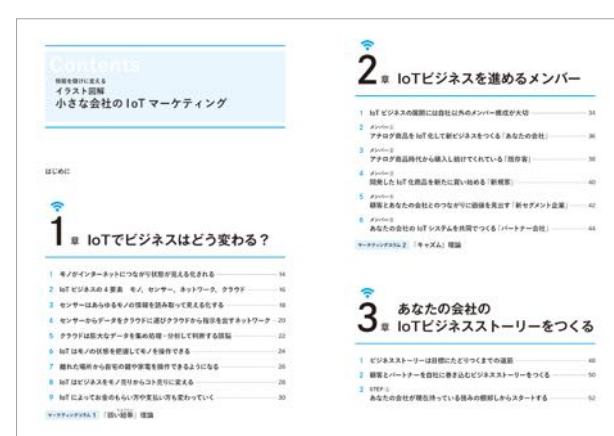 Contents
情報を儲けに変える
イラスト図解
小さな会社のIoTマーケティング
はじめに
1章 IoTでビジネスはどう変わる?
1 モノがインターネットにつながり状態が見える化される 14
2 IoTビジネスの4要素 モノ、センサー、ネットワーク、クラウド 16
3 センサーはあらゆるモノの情報を読み取って見える化する 18
4 センサーからデータをクラウドに運びクラウドから指示を出すネットワーク 20
5 クラウドは膨大なデータを集め処理・分析して判断する頭脳 22
6 IoTはモノの状態を把握してモノを操作できる 24
7 離れた場所から自宅の鍵や家電を操作できるようになる 26
8 IoTはビジネスをモノ売りからコト売りに変える 28
9 IoTによってお金のもらい方や支払い方も変わっていく 30
マーケティングコラム1 「弱い紐帯」理論
2章 IoTビジネスを進めるメンバー
1 IoTビジネスの展開には自社以外のメンバー構成が大切 34
2 メンバー①
アナログ商品をIoT化して新ビジネスをつくる「あなたの会社」 36
3 メンバー②
アナログ商品時代から購入し続けてくれている「既存客」 38
4 メンバー③
開発したIoT化商品を新たに買い始める「新規客」 40
5 メンバー④
顧客とあなたの会社とのつながりに価値を見出す「新セグメント企業」 42
6 メンバー⑤
あなたの会社のIoTシステムを共同でつくる「パートナー会社」 44
マーケティングコラム2 「キャズム」理論
3章 あなたの会社の
IoTビジネスストーリーをつくる
1 ビジネスストーリーは目標にたどりつくまでの道筋 48
2 顧客とパートナーを自社に巻き込むビジネスストーリーをつくる 50
3 STEP①
あなたの会社が現在持っている強みの棚卸しからスタートする 52